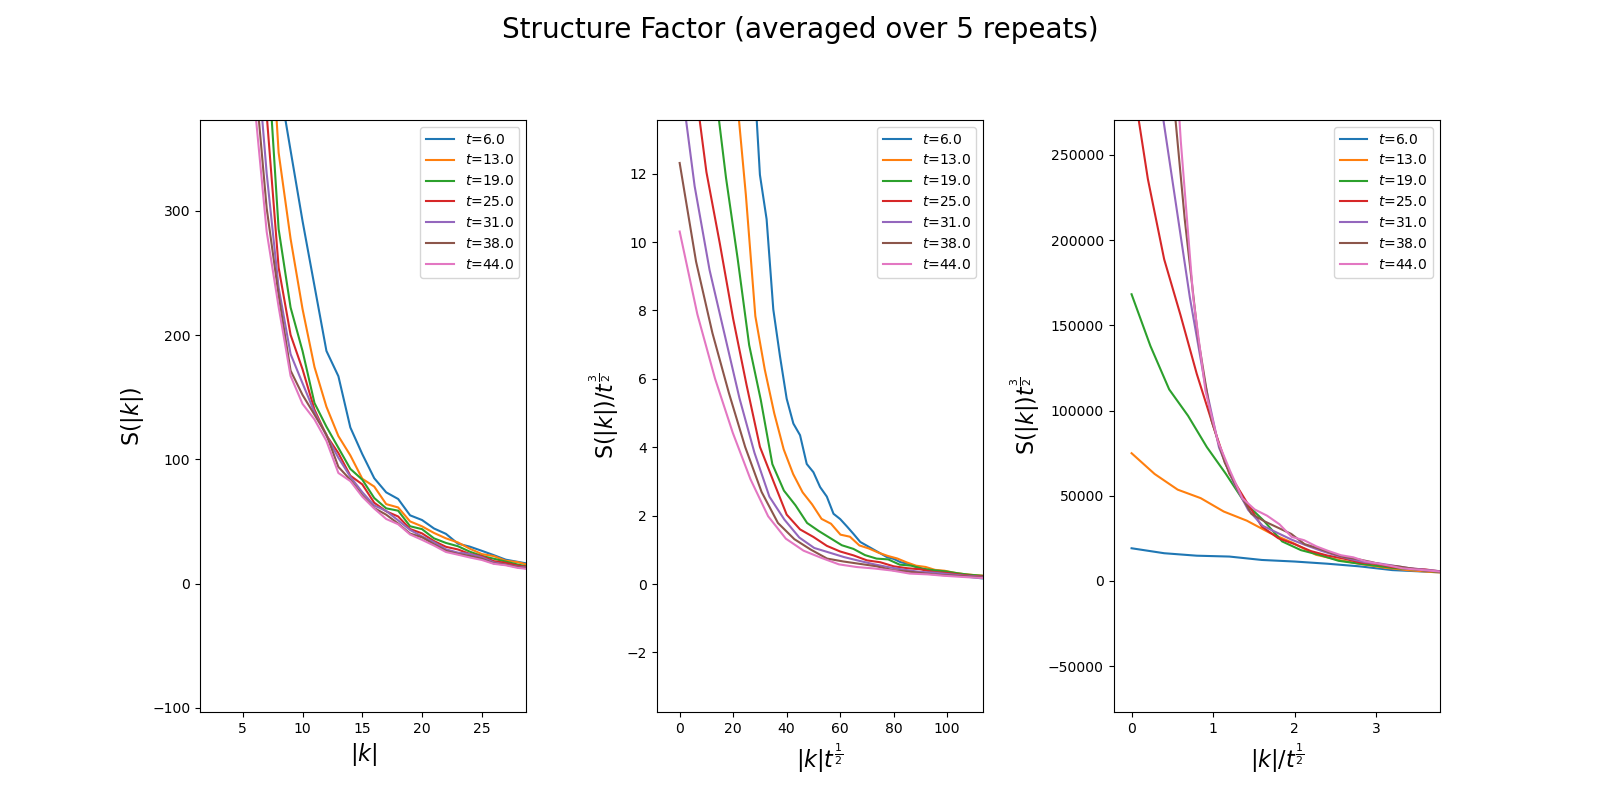 Structure Factor (averaged over 5 repeats)
S(|k|)
300
200
100
0
−100
5
10
15
20
25
|k|
t=6.0
t=13.0
t=19.0
t=25.0
t=31.0
t=38.0
t=44.0
S(|k|)/t^{3/2}
12
10
8
6
4
2
0
−2
0
20
40
60
80
100
|k|t^{1/2}
t=6.0
t=13.0
t=19.0
t=25.0
t=31.0
t=38.0
t=44.0
S(|k|)t^{3/2}
250000
200000
150000
100000
50000
0
−50000
0
1
2
3
|k|/t^{1/2}
t=6.0
t=13.0
t=19.0
t=25.0
t=31.0
t=38.0
t=44.0